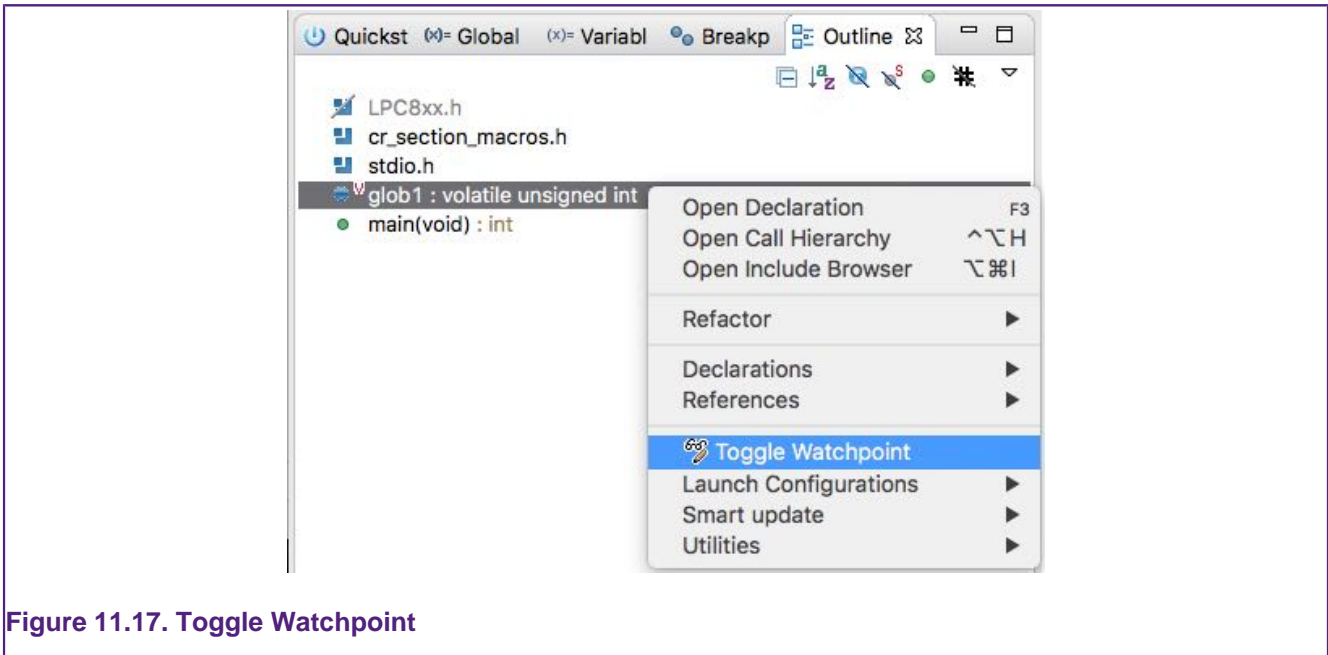 Quickst (x)= Global (x)= Variabl Breakp Outline
LPC8xx.h
cr_section_macros.h
stdio.h
glob1 : volatile unsigned int
main(void) : int
Open Declaration F3
Open Call Hierarchy ^⌥H
Open Include Browser ⌥⌘I
Refactor
Declarations
References
Toggle Watchpoint
Launch Configurations
Smart update
Utilities
Figure 11.17. Toggle Watchpoint